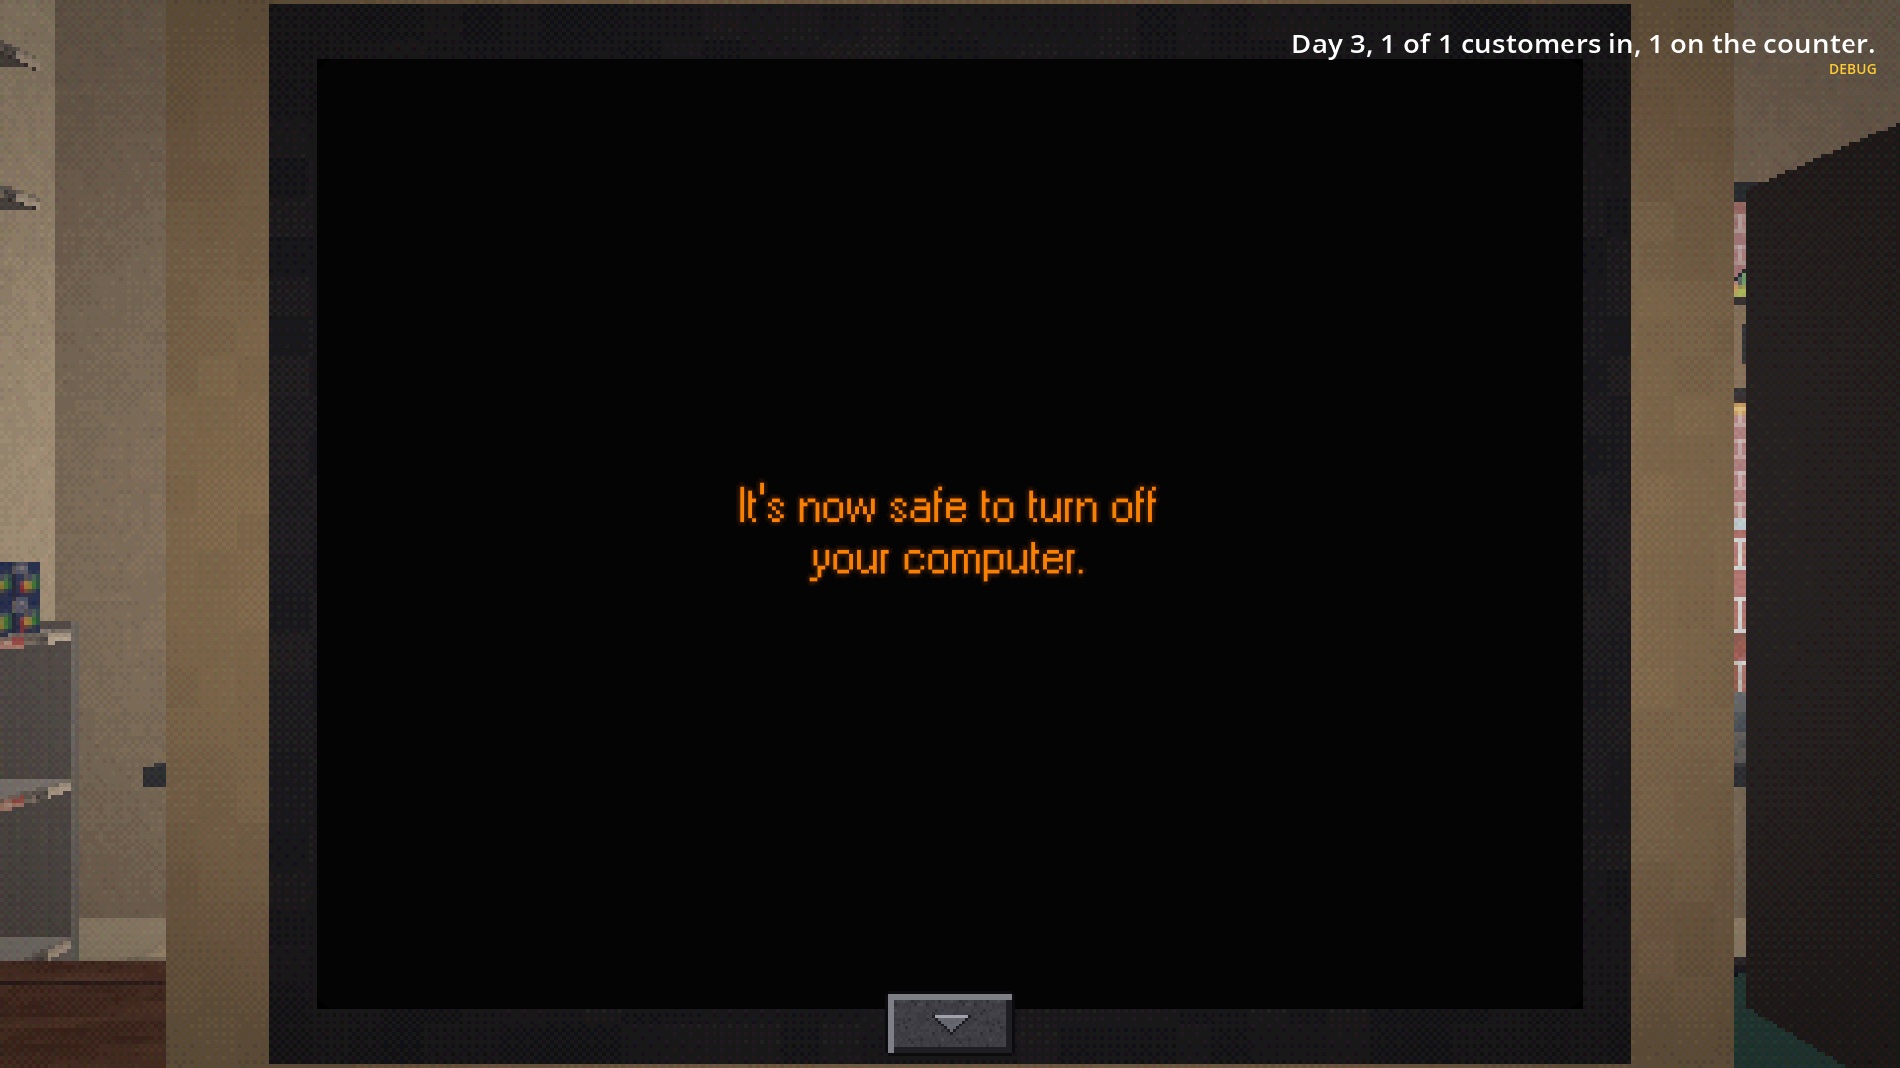 Day 3, 1 of 1 customers in, 1 on the counter.
DEBUG
It's now safe to turn off
your computer.